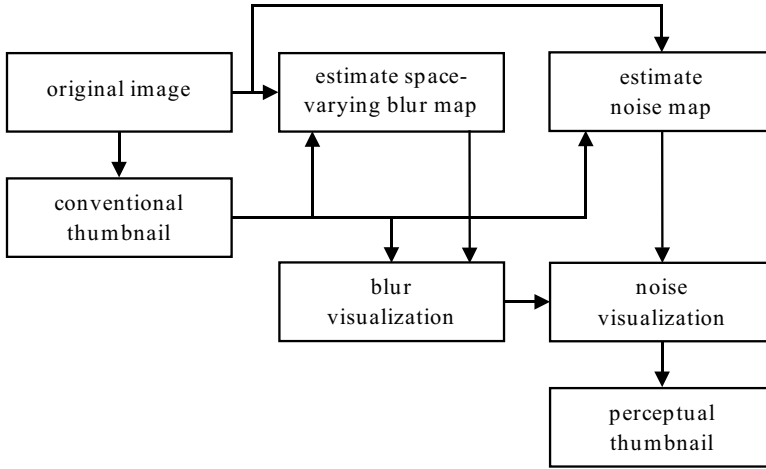 original image
estimate space-
varying blur map
estimate
noise map
conventional
thumbnail
blur
visualization
noise
visualization
perceptual
thumbnail